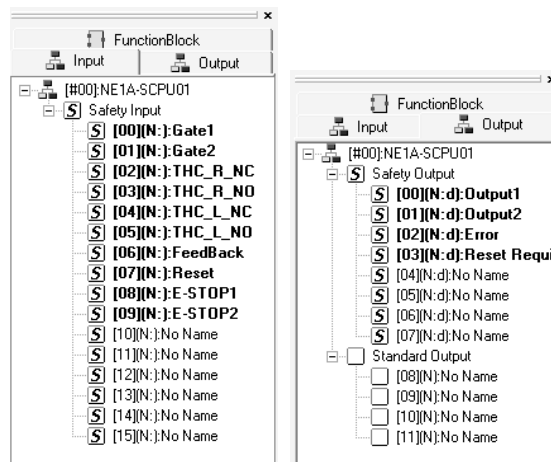 FunctionBlock
Input
Output
[#00]:NE1A-SCPU01
Safety Input
[00](N: ):Gate1
[01](N: ):Gate2
[02](N: ):THC_R_NC
[03](N: ):THC_R_NO
[04](N: ):THC_L_NC
[05](N: ):THC_L_NO
[06](N: ):FeedBack
[07](N: ):Reset
[08](N: ):E-STOP1
[09](N: ):E-STOP2
[10](N: ):No Name
[11](N: ):No Name
[12](N: ):No Name
[13](N: ):No Name
[14](N: ):No Name
[15](N: ):No Name
FunctionBlock
Input
Output
[#00]:NE1A-SCPU01
Safety Output
[00](N:d):Output1
[01](N:d):Output2
[02](N:d):Error
[03](N:d):Reset Requi
[04](N:d):No Name
[05](N:d):No Name
[06](N:d):No Name
[07](N:d):No Name
Standard Output
[08](N):No Name
[09](N):No Name
[10](N):No Name
[11](N):No Name